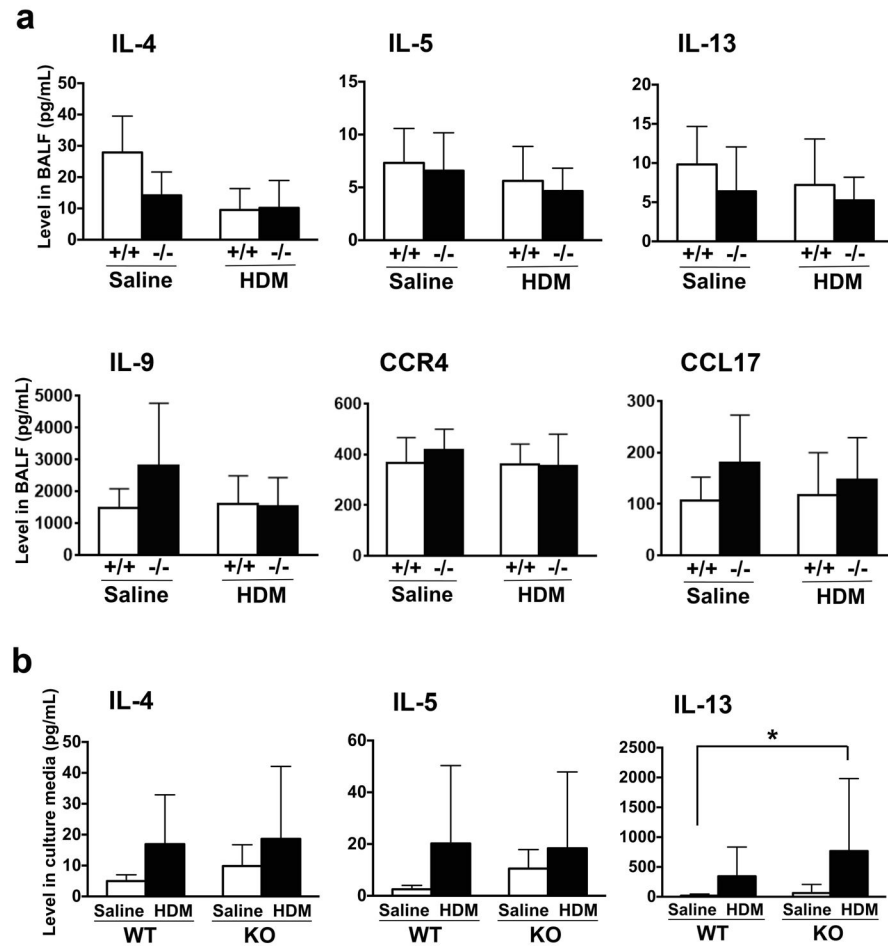 a
IL-4 IL-5 IL-13
Level in BALF (pg/mL)
50 40 30 20 10 0
15 10 5 0
20 15 10 5 0
+/+ -/- +/+ -/- +/+ -/- +/+ -/- +/+ -/- +/+ -/-
Saline HDM Saline HDM Saline HDM
IL-9 CCR4 CCL17
Level in BALF (pg/mL)
5000 4000 3000 2000 1000 0
600 400 200 0
300 200 100 0
+/+ -/- +/+ -/- +/+ -/- +/+ -/- +/+ -/- +/+ -/-
Saline HDM Saline HDM Saline HDM
b
IL-4 IL-5 IL-13
Level in culture media (pg/mL)
50 40 30 20 10 0
60 40 20 0
2500 2000 1500 1000 500 0
*
Saline HDM Saline HDM Saline HDM Saline HDM Saline HDM Saline HDM
WT KO WT KO WT KO